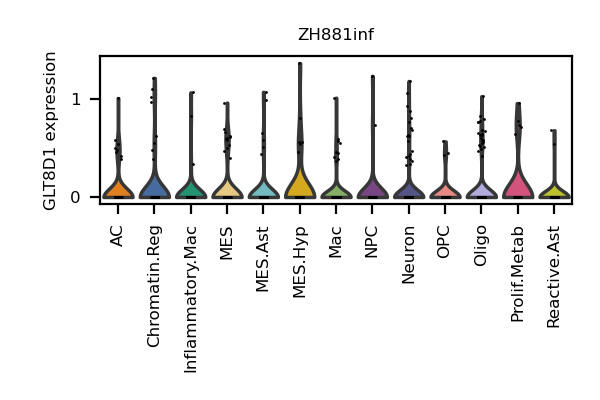 ZH881inf
GLT8D1 expression
1
0
AC
Chromatin.Reg
Inflammatory.Mac
MES
MES.Ast
MES.Hyp
Mac
NPC
Neuron
OPC
Oligo
Prolif.Metab
Reactive.Ast